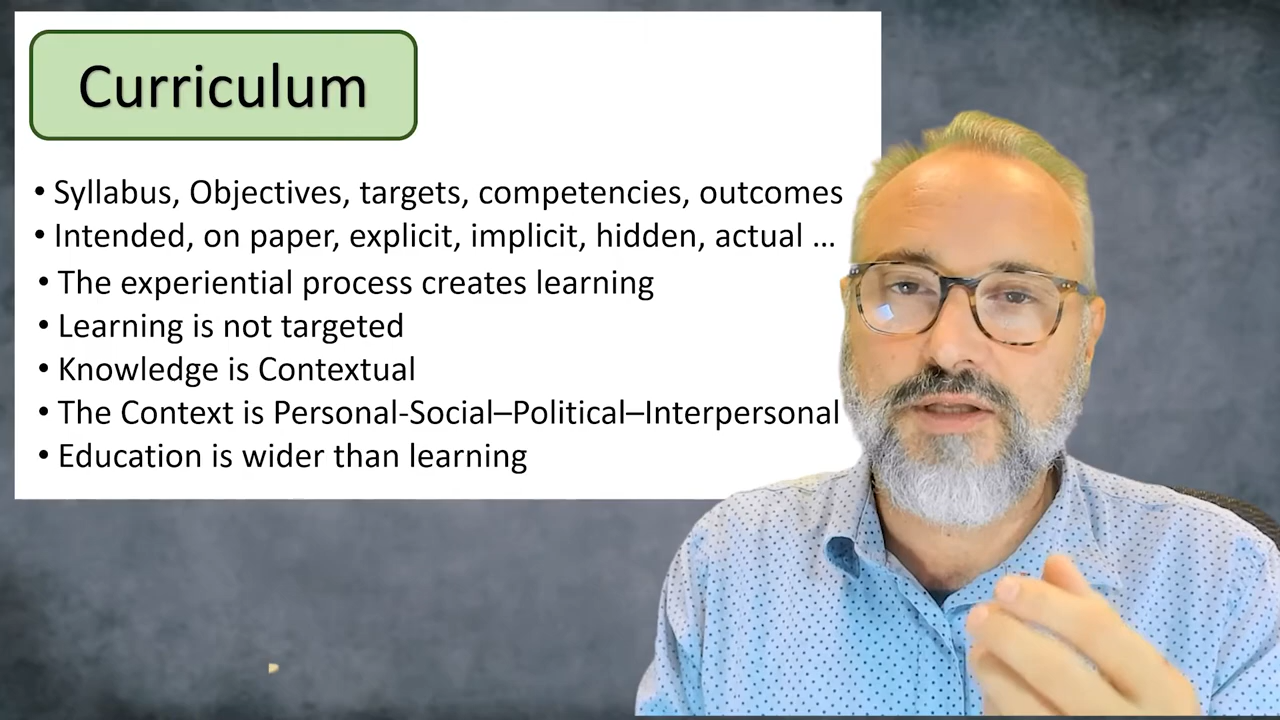 Curriculum
• Syllabus, Objectives, targets, competencies, outcomes
• Intended, on paper, explicit, implicit, hidden, actual ...
• The experiential process creates learning
• Learning is not targeted
• Knowledge is Contextual
• The Context is Personal-Social–Political–Interpersonal
• Education is wider than learning